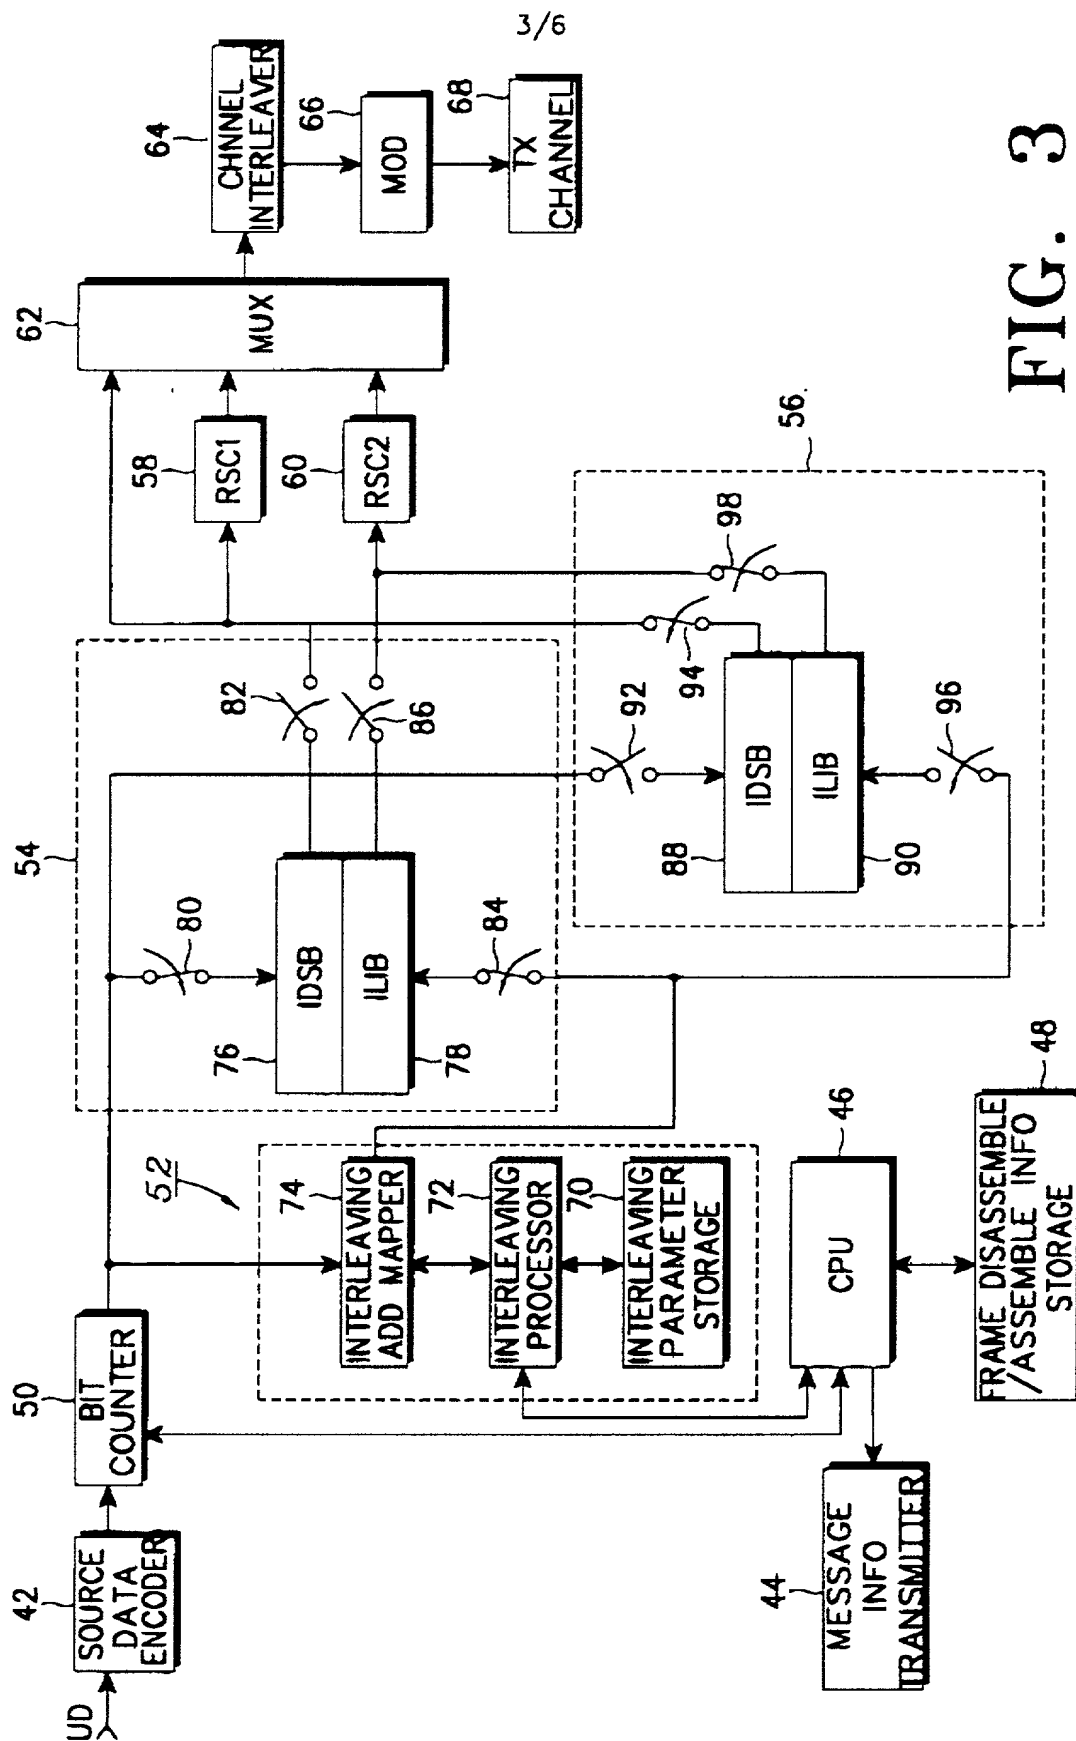 3/6
UD
42
SOURCE
DATA
ENCODER
50
BIT
COUNTER
52
54
76
IDSB
ILIB
78
80
82
84
86
58
RSC1
60
RSC2
62
MUX
64
CHNNEL
INTERLEAVER
66
MOD
68
TX
CHANNEL
74
INTERLEAVING
ADD MAPPER
72
INTERLEAVING
PROCESSOR
70
INTERLEAVING
PARAMETER
STORAGE
56
88
IDSB
ILIB
90
92
94
96
98
44
MESSAGE
INFO
TRANSMITTER
46
CPU
48
FRAME DISASSEMBLE
/ASSEMBLE INFO
STORAGE
FIG. 3